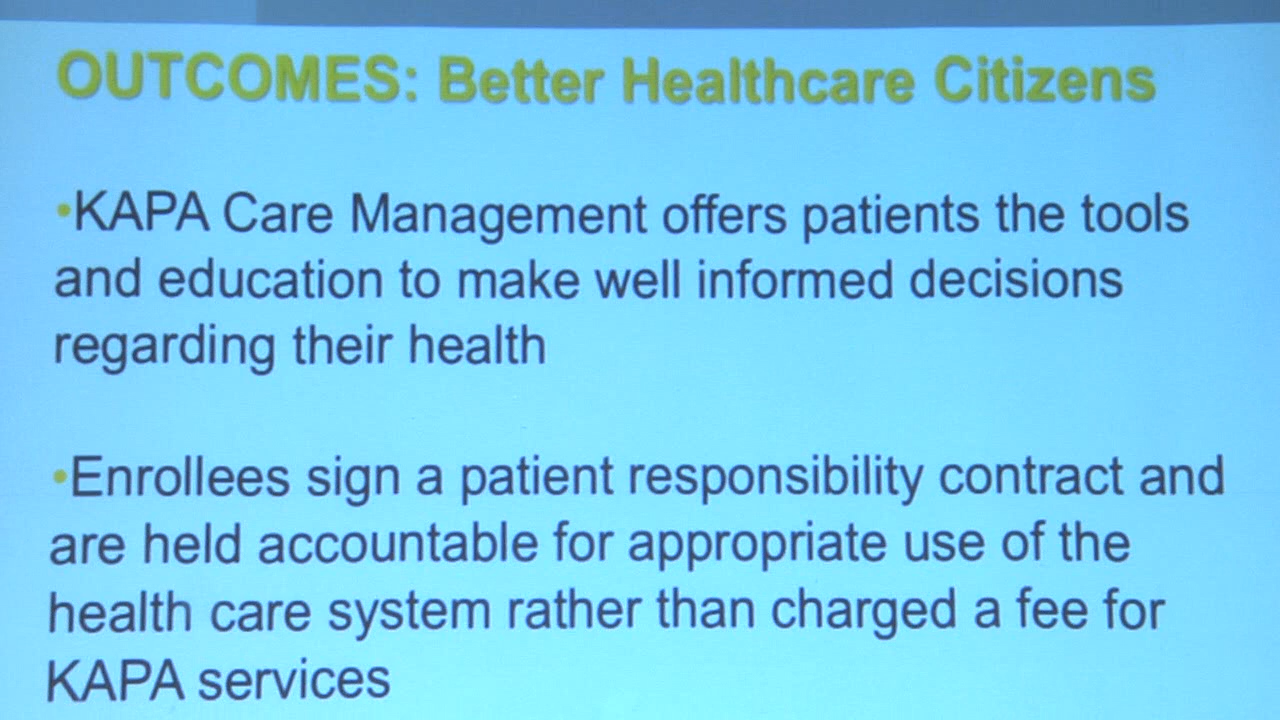 OUTCOMES: Better Healthcare Citizens
•KAPA Care Management offers patients the tools
and education to make well informed decisions
regarding their health
•Enrollees sign a patient responsibility contract and
are held accountable for appropriate use of the
health care system rather than charged a fee for
KAPA services